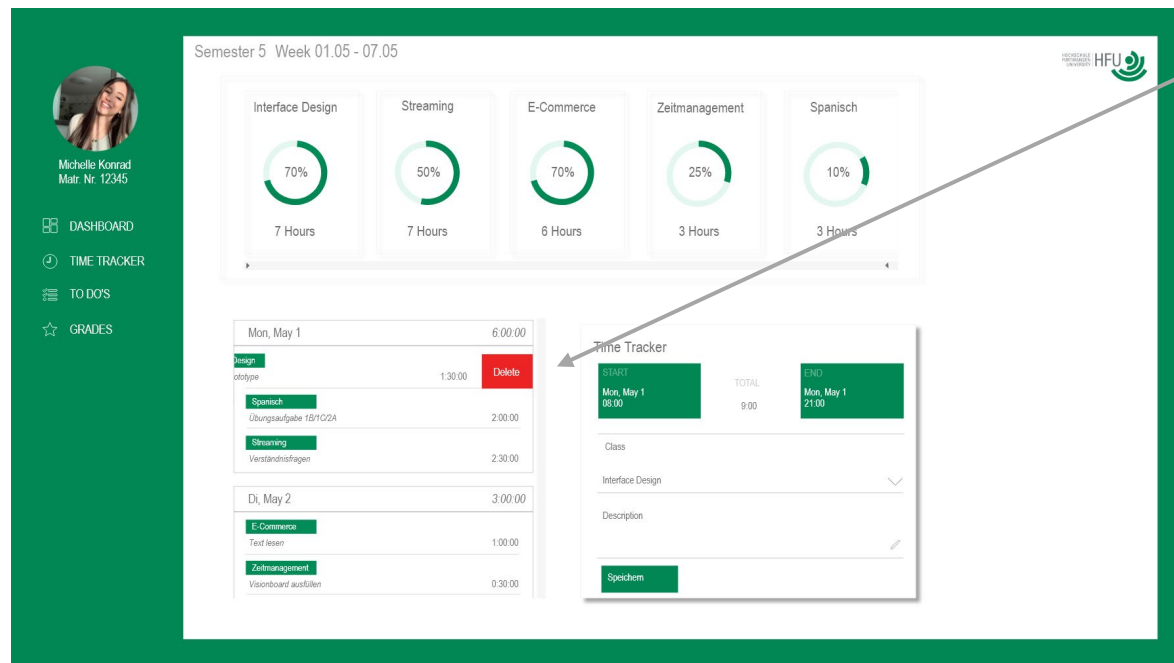 Semester 5 Week 01.05 - 07.05
HOCHSCHULE
FURTWANGEN
UNIVERSITY
HFU
Michelle Konrad
Matr. Nr. 12345
DASHBOARD
TIME TRACKER
TO DO'S
GRADES
Interface Design
70%
7 Hours
Streaming
50%
7 Hours
E-Commerce
70%
6 Hours
Zeitmanagement
25%
3 Hours
Spanisch
10%
3 Hours
Mon, May 1 6:00:00
Design
ototype 1:30:00 Delete
Spanisch
Übungsaufgabe 1B/1C/2A 2:00:00
Streaming
Verständnisfragen 2:30:00
Di, May 2 3:00:00
E-Commerce
Text lesen 1:00:00
Zeitmanagement
Visionboard ausfüllen 0:30:00
Time Tracker
START
Mon, May 1
08:00
TOTAL
9:00
END
Mon, May 1
21:00
Class
Interface Design
Description
Speichern